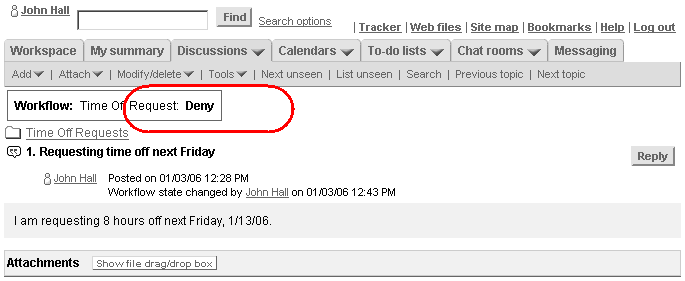 John Hall Find Search options
| Tracker | Web files | Site map | Bookmarks | Help | Log out
Workspace My summary Discussions Calendars To-do lists Chat rooms Messaging
Add | Attach | Modify/delete | Tools | Next unseen | List unseen | Search | Previous topic | Next topic
Workflow: Time Off Request: Deny
Time Off Requests
1. Requesting time off next Friday
Reply
John Hall Posted on 01/03/06 12:28 PM
Workflow state changed by John Hall on 01/03/06 12:43 PM
I am requesting 8 hours off next Friday, 1/13/06.
Attachments Show file drag/drop box